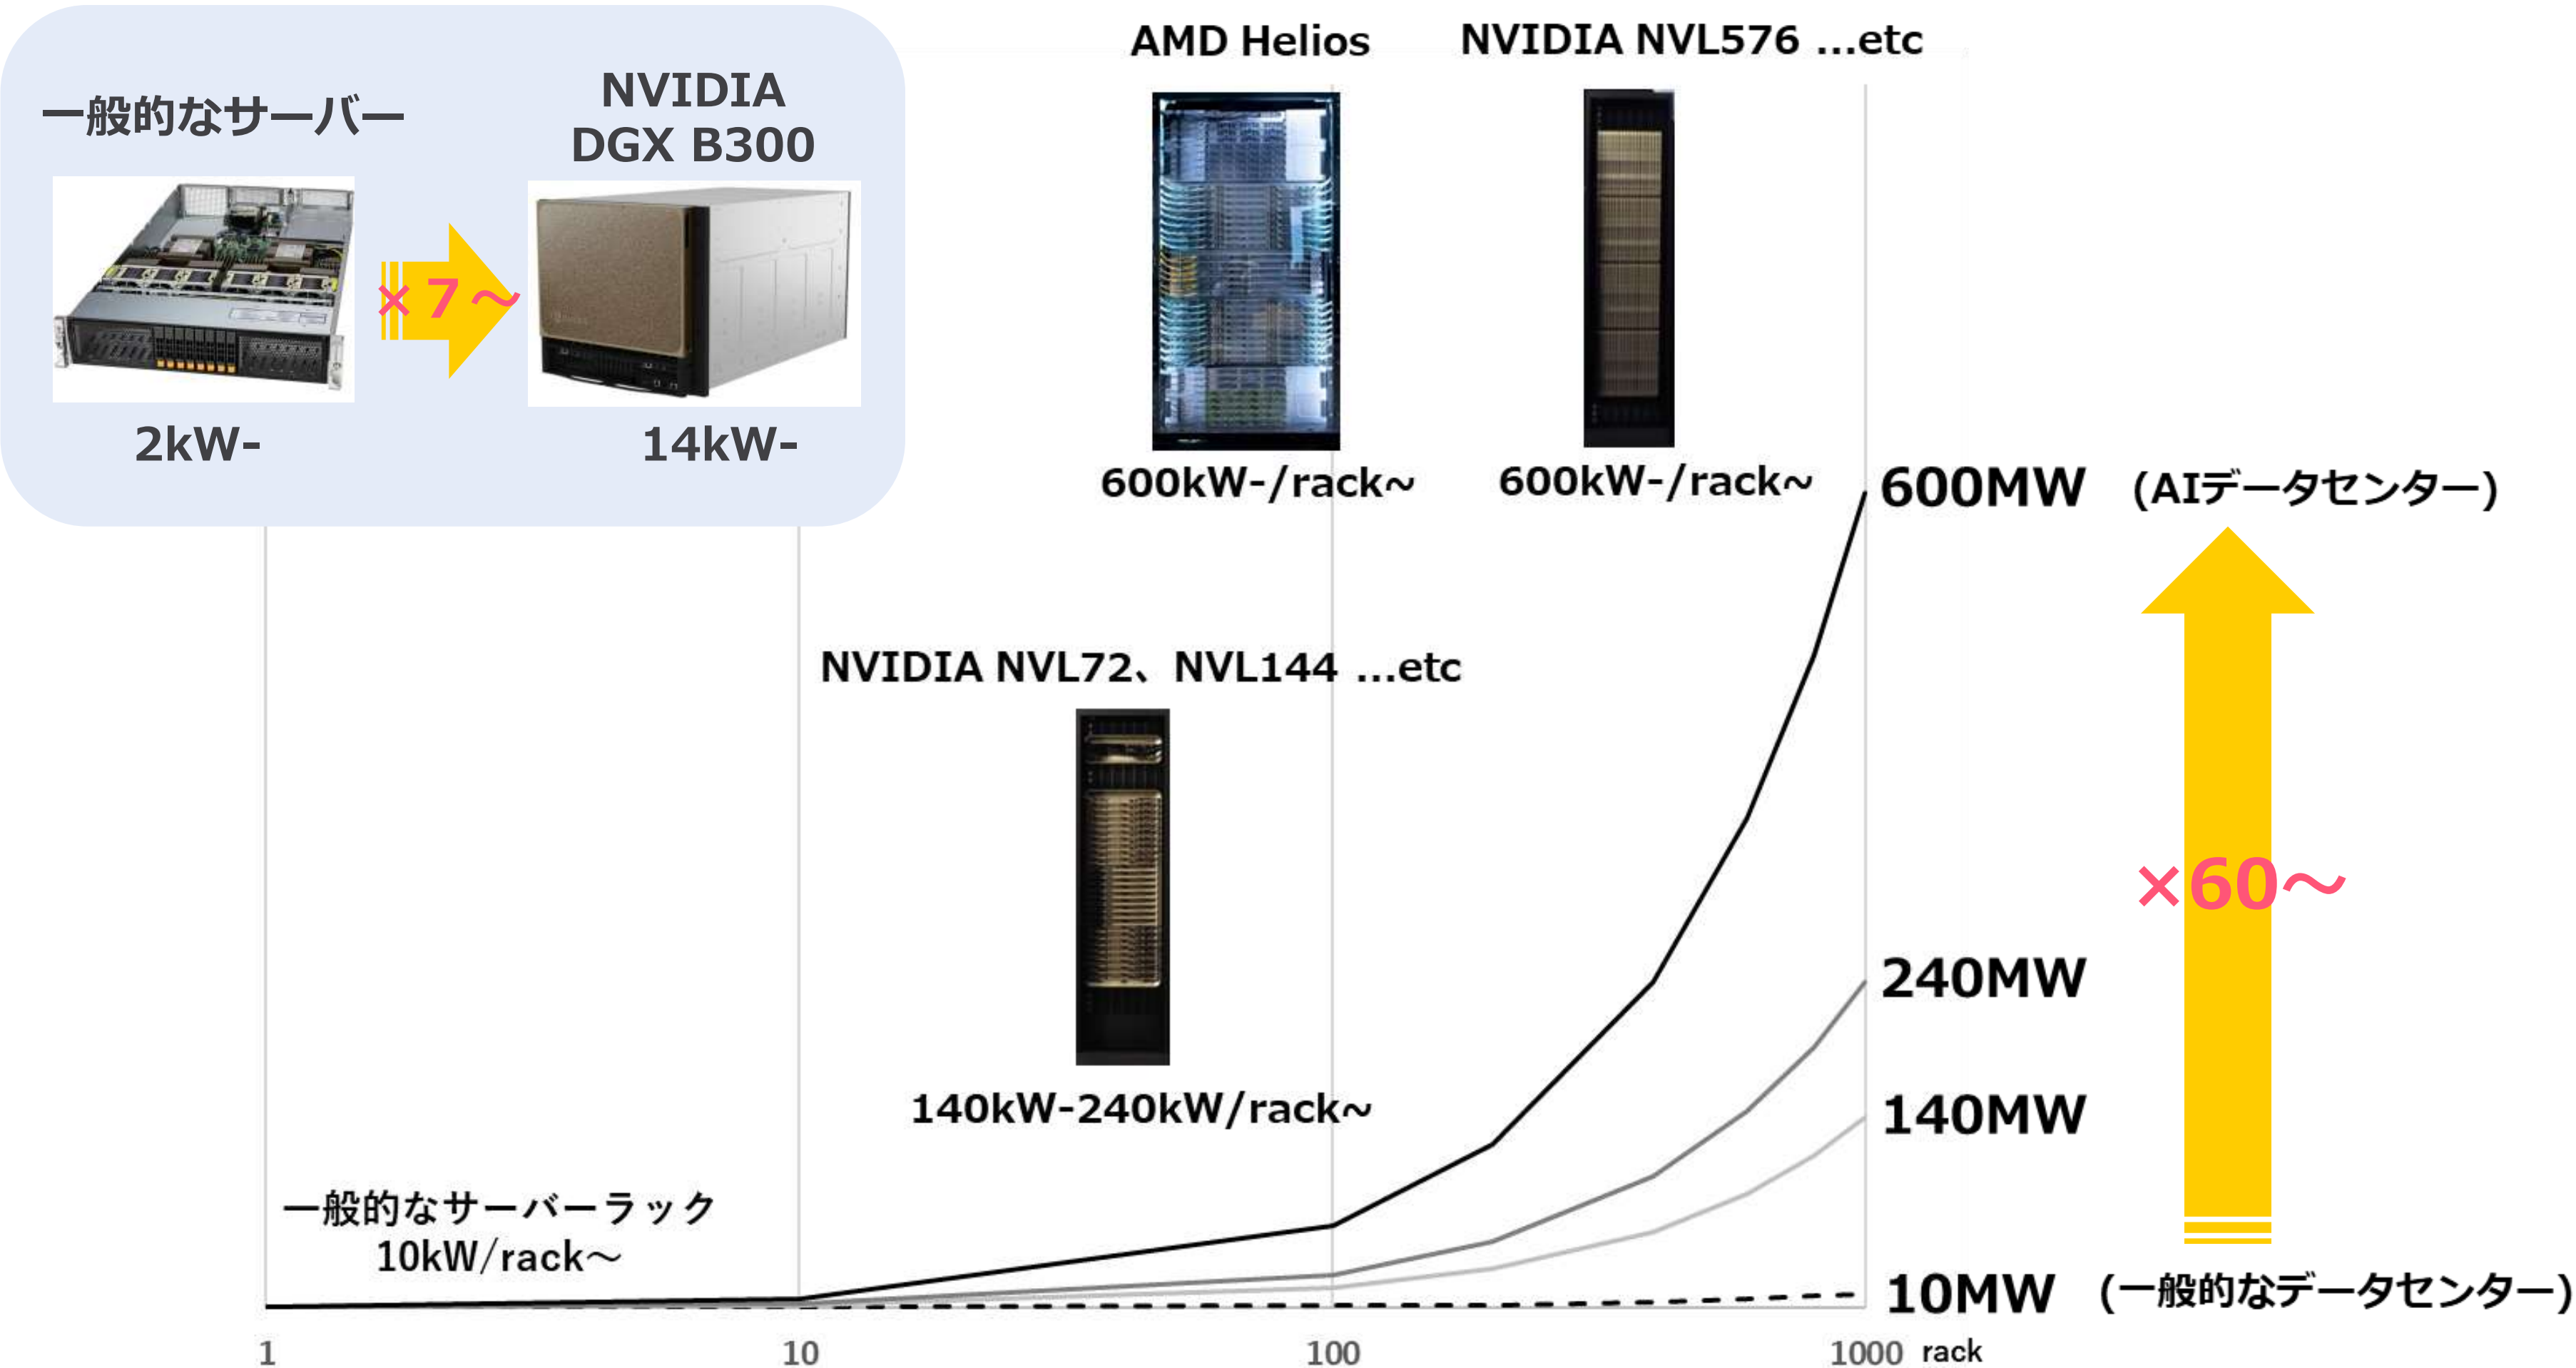 一般的なサーバー
NVIDIA
DGX B300
×7～
2kW-
14kW-
AMD Helios
NVIDIA NVL576 ...etc
600kW-/rack~
600kW-/rack~
600MW (AIデータセンター)
NVIDIA NVL72、NVL144 ...etc
140kW-240kW/rack~
×60～
240MW
140MW
一般的なサーバーラック
10kW/rack～
10MW (一般的なデータセンター)
1 10 100 1000 rack